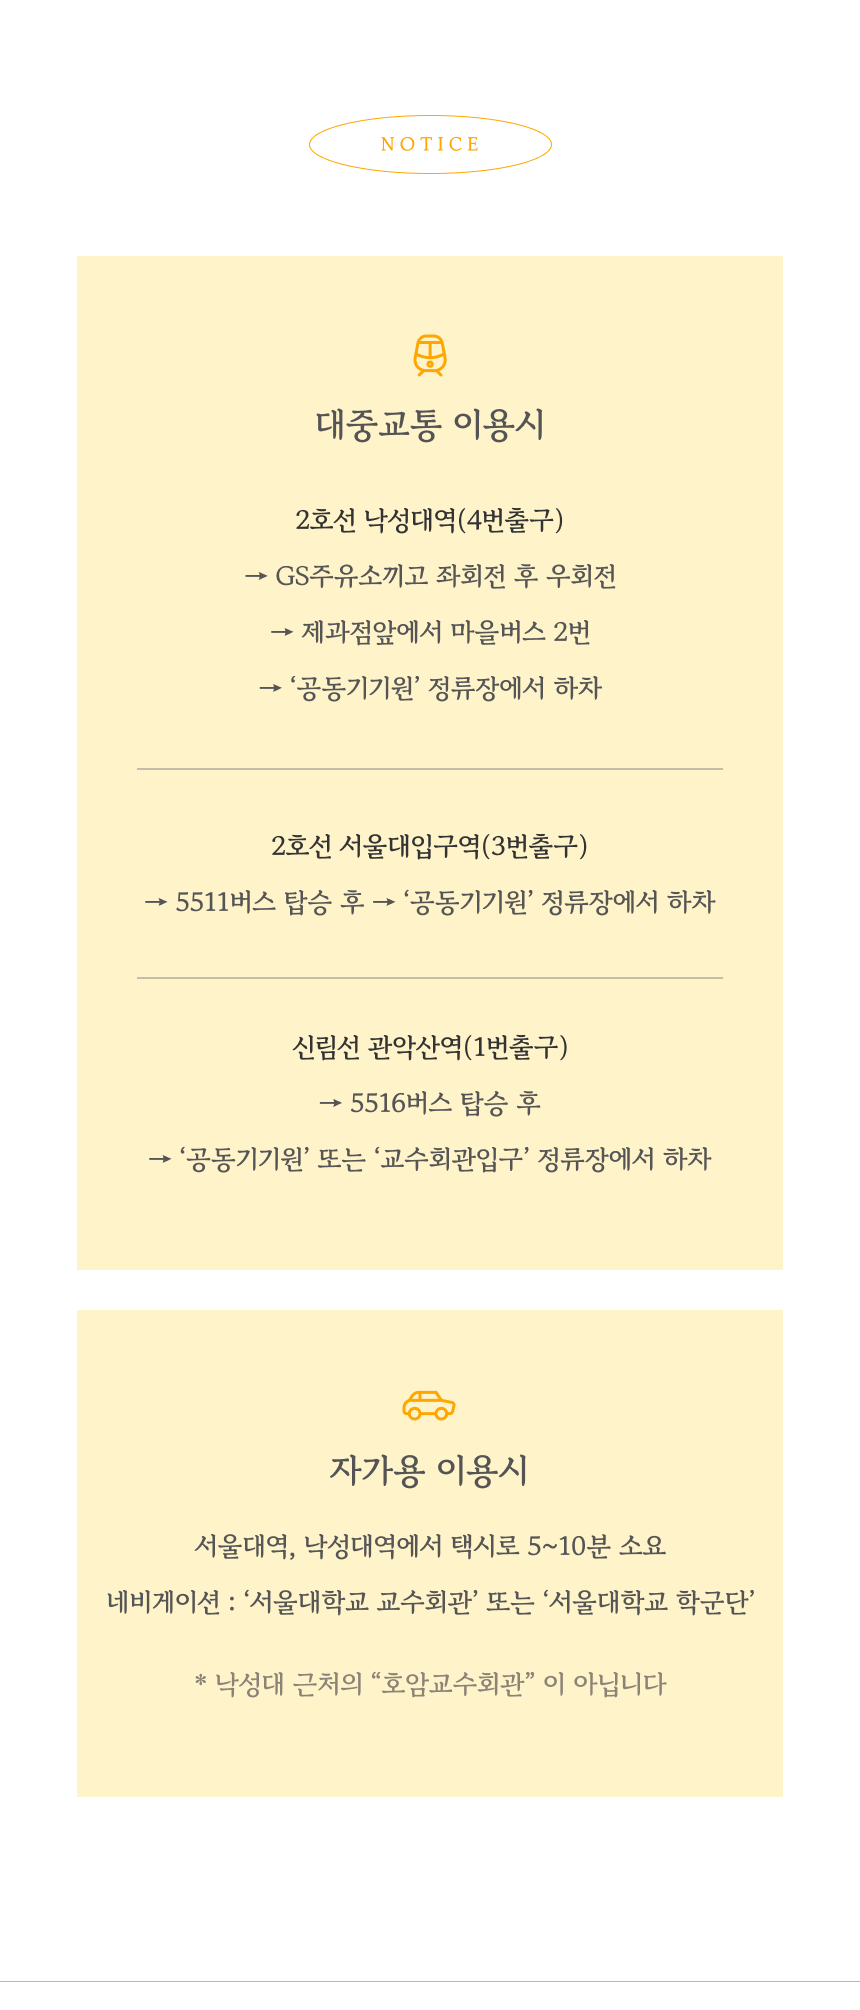 NOTICE
대중교통 이용시
2호선 낙성대역(4번출구)
→ GS주유소끼고 좌회전 후 우회전
→ 제과점앞에서 마을버스 2번
→ ‘공동기기원’ 정류장에서 하차
2호선 서울대입구역(3번출구)
→ 5511버스 탑승 후 → ‘공동기기원’ 정류장에서 하차
신림선 관악산역(1번출구)
→ 5516버스 탑승 후
→ ‘공동기기원’ 또는 ‘교수회관입구’ 정류장에서 하차
자가용 이용시
서울대역, 낙성대역에서 택시로 5~10분 소요
네비게이션 : ‘서울대학교 교수회관’ 또는 ‘서울대학교 학군단’
* 낙성대 근처의 “호암교수회관” 이 아닙니다